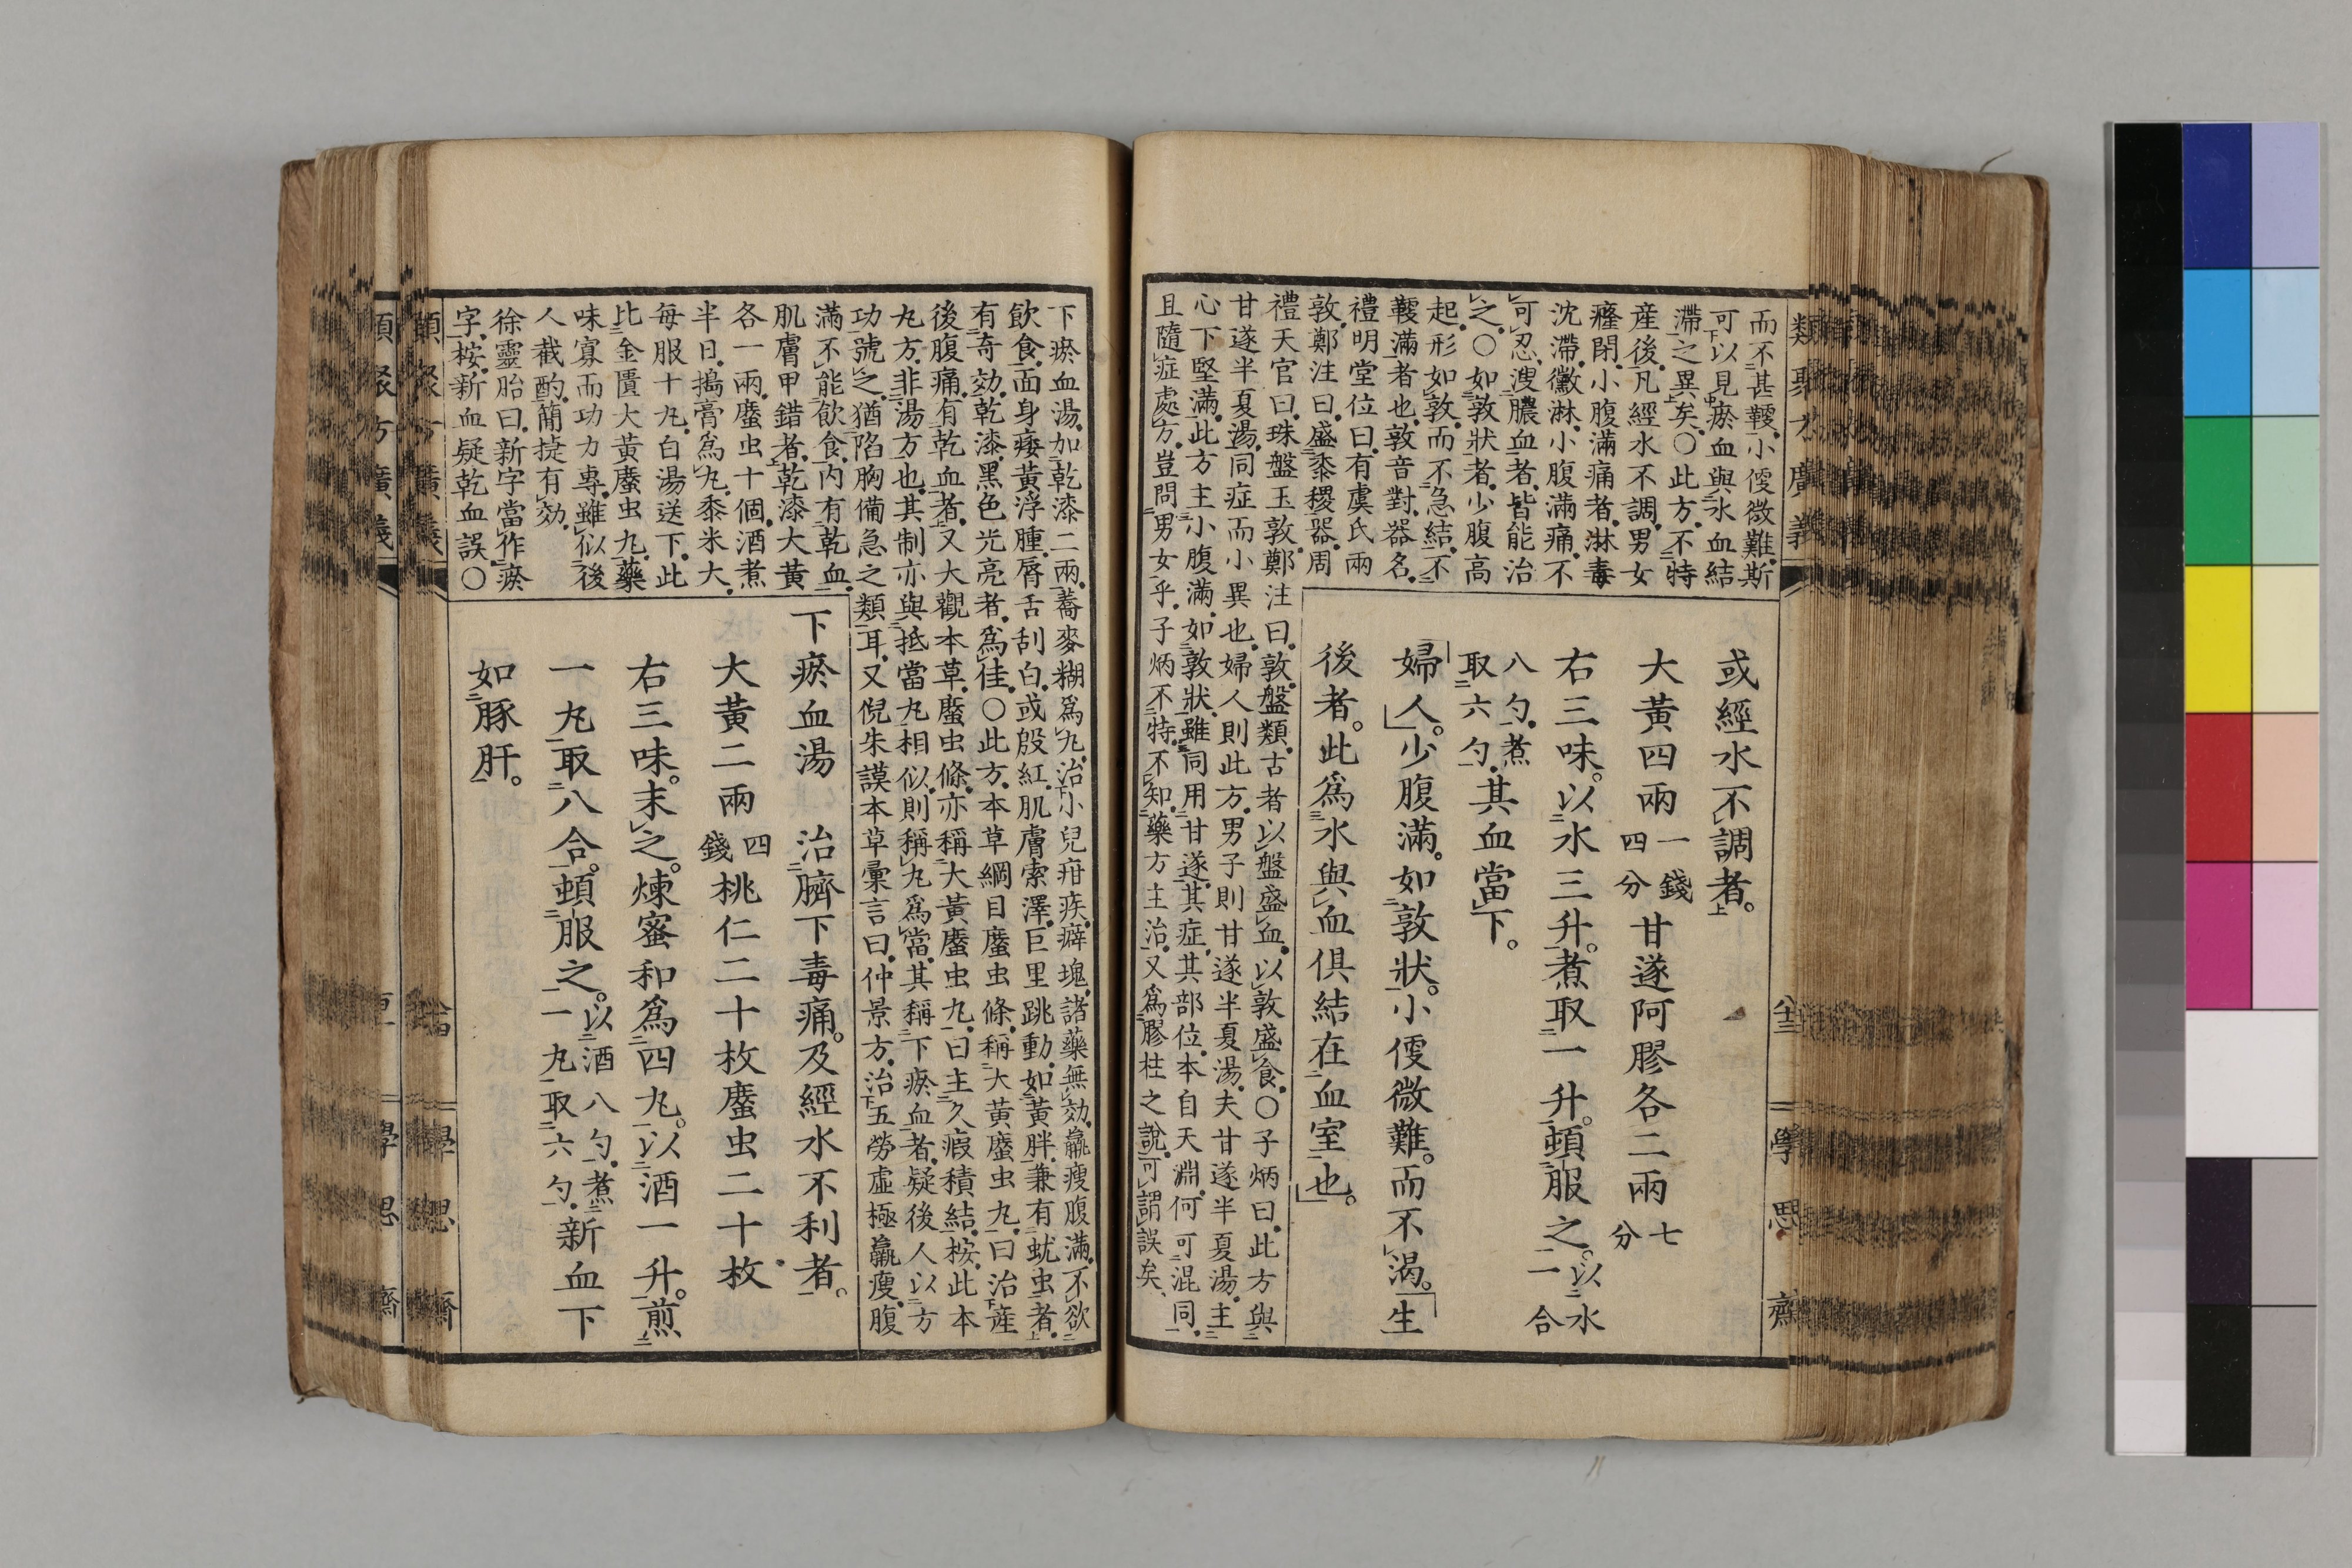 類聚方廣義
而不甚鞕小便微難斯
可以見瘀血與水血結
滯之異矣〇此方不特
産後凡經水不調男女
癃閉小腹滿痛者淋毒
沈滯黴淋小腹滿痛不
可忍溲膿血者皆能治
之〇如敦狀者少腹高
起形如敦而不急結不
鞕滿者也敦音對器名
禮明堂位曰有虞氏兩
敦鄭注曰盛黍稷器周
禮天官曰珠盤玉敦鄭注曰敦盤類古者以盤盛血以敦盛食〇子炳曰此方與
甘遂半夏湯同症而小異也婦人則此方男子則甘遂半夏湯夫甘遂半夏湯主
心下堅滿此方主小腹滿如敦狀雖同用甘遂其症其部位本自天淵何可混同
且隨症處方豈問男女乎子炳不特不知藥方主治又爲膠柱之說可謂誤矣
或經水不調者。
大黃四兩一錢四分甘遂阿膠各二兩七分
右三味。以水三升。煮取一升。頓服之。以水二合
八勺煮取六勺其血當下。
婦人。少腹滿。如敦狀。小便微難。而不渴。生
後者。此爲水與血俱結在血室也。
學思齋
下瘀血湯加乾漆二兩蕎麥糊爲丸治小兒疳疾癖塊諸藥無効羸瘦腹滿不欲
飲食面身痿黃浮腫脣舌刮白或殷紅肌膚索澤巨里跳動如黃胖兼有蚘虫者
有奇効乾漆黑色光亮者爲佳〇此方本草綱目䗪虫條稱大黃䗪虫丸曰治産
後腹痛有乾血者又大觀本草䗪虫條亦稱大黃䗪虫丸曰主久瘕積結桉此本
丸方非湯方也其制亦與抵當丸相似則稱丸爲當其稱下瘀血者疑後人以方
功號之猶陷胸備急之類耳又倪朱謨本草彙言曰仲景方治五勞虛極羸瘦腹
滿不能飲食內有乾血
肌膚甲錯者乾漆大黃
各一兩䗪虫十個酒煮
半日搗膏爲丸黍米大
每服十丸白湯送下此
比金匱大黃䗪虫丸藥
味寡而功力專雖似後
人截酌蕳㨗有効
徐靈胎曰新字當作瘀
字桉新血疑乾血誤〇
下瘀血湯　治臍下毒痛。及經水不利者。
大黃二兩四錢桃仁二十枚䗪虫二十枚
右三味。末之。煉蜜和爲四丸。以酒一升。煎
一丸取八合。頓服之。以酒八勺煮一丸取六勺新血下
如豚肝。